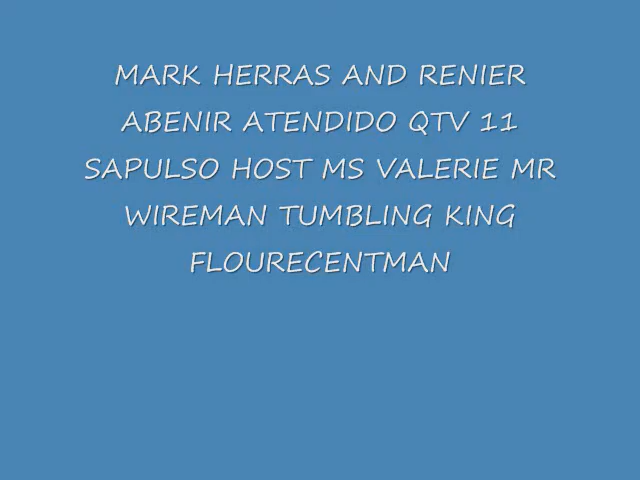 MARK HERRAS AND RENIER
ABENIR ATENDIDO QTV 11
SAPULSO HOST MS VALERIE MR
WIREMAN TUMBLING KING
FLOURECENTMAN